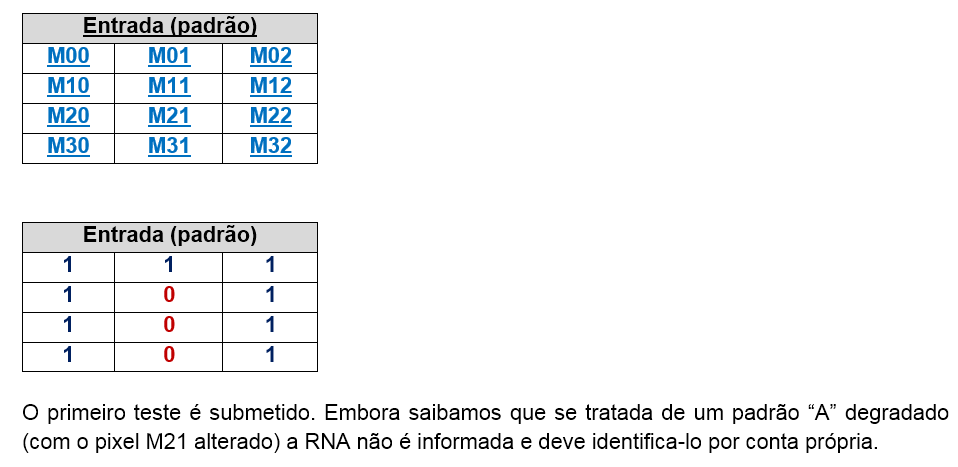 Entrada (padrão)
M00 M01 M02
M10 M11 M12
M20 M21 M22
M30 M31 M32
Entrada (padrão)
1 1 1
1 0 1
1 0 1
1 0 1
O primeiro teste é submetido. Embora saibamos que se tratada de um padrão “A” degradado
(com o pixel M21 alterado) a RNA não é informada e deve identifica-lo por conta própria.